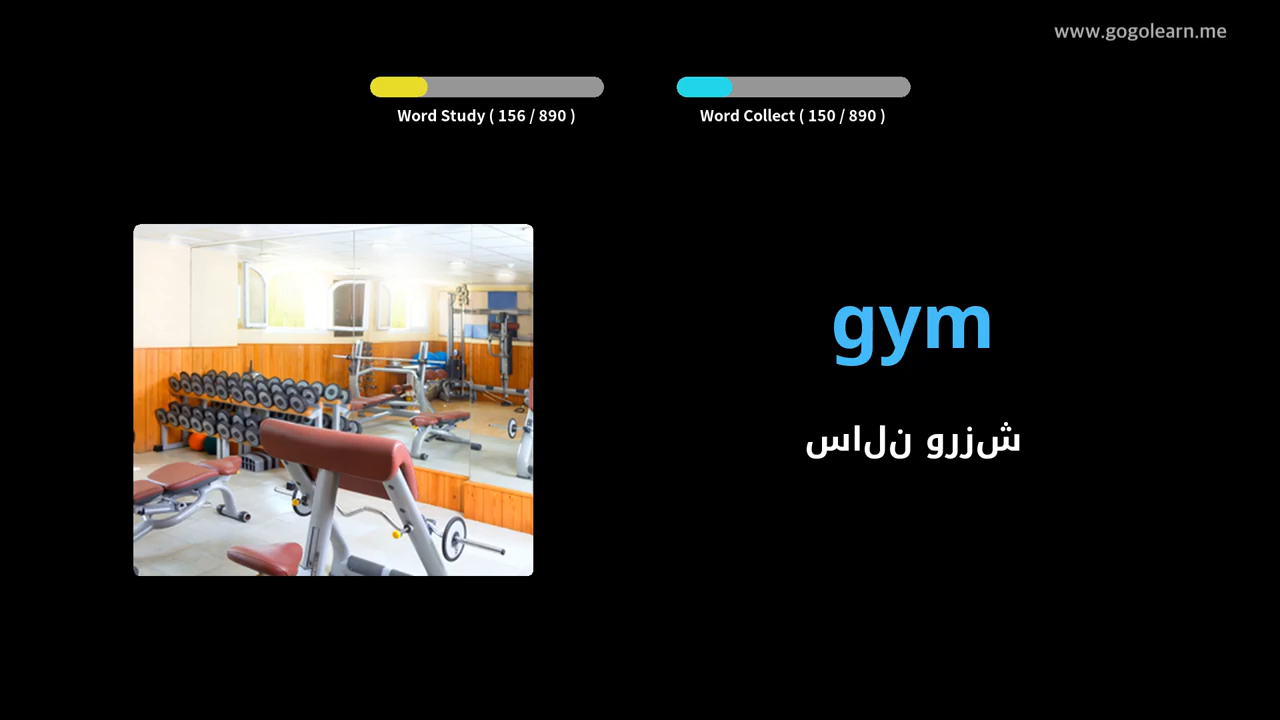 www.gogolearn.me
Word Study ( 156 / 890 )
Word Collect ( 150 / 890 )
gym
شزرو نلاس